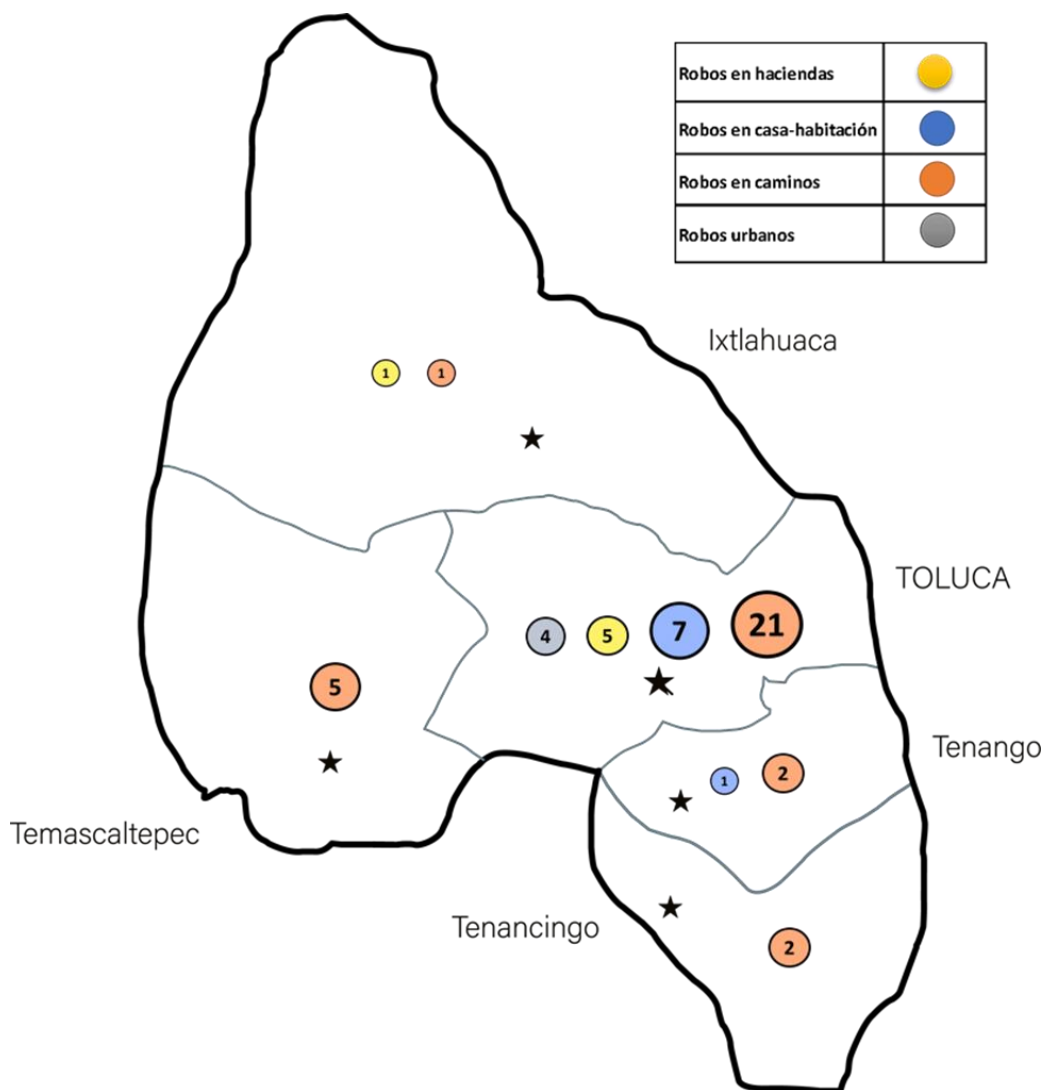 Robos en haciendas
Robos en casa-habitación
Robos en caminos
Robos urbanos
Ixtlahuaca
1 1
TOLUCA
4 5 7 21
5
Tenango
1 2
Temascaltepec
Tenancingo
2